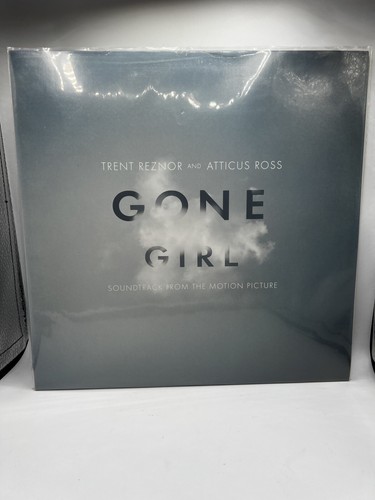 TRENT REZNOR AND ATTICUS ROSS
GONE
GIRL
SOUNDTRACK FROM THE MOTION PICTURE